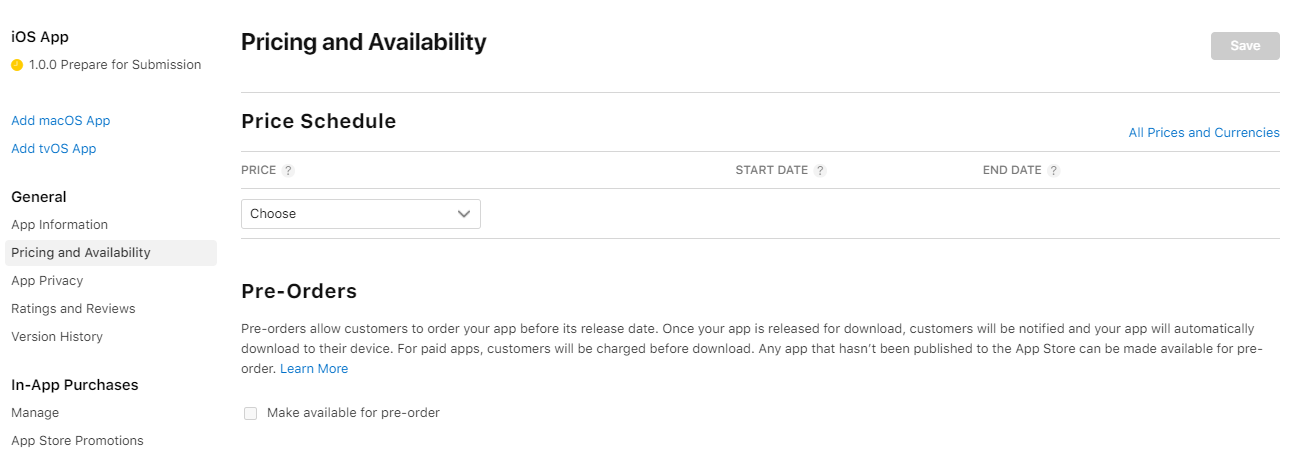 iOS App
1.0.0 Prepare for Submission
Add macOS App
Add tvOS App
General
App Information
Pricing and Availability
App Privacy
Ratings and Reviews
Version History
In-App Purchases
Manage
App Store Promotions
Pricing and Availability
Save
Price Schedule
All Prices and Currencies
PRICE ? START DATE ? END DATE ?
Choose
Pre-Orders
Pre-orders allow customers to order your app before its release date. Once your app is released for download, customers will be notified and your app will automatically
download to their device. For paid apps, customers will be charged before download. Any app that hasn’t been published to the App Store can be made available for pre-
order. Learn More
Make available for pre-order